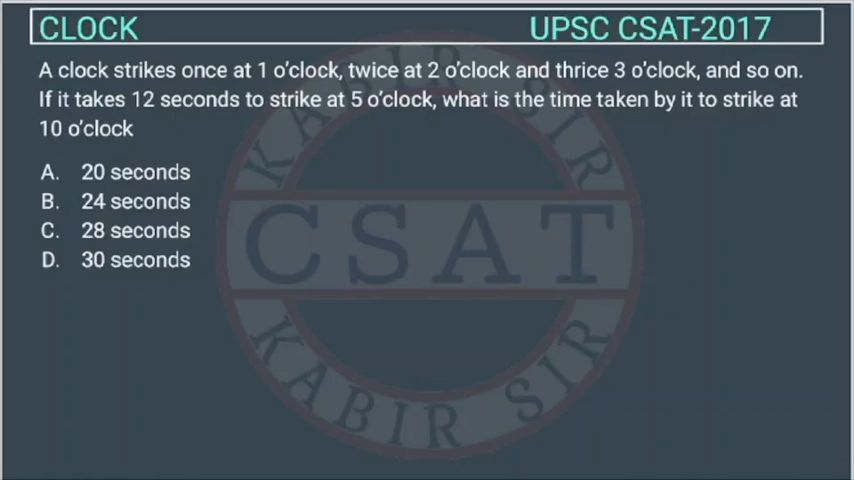 CLOCK UPSC CSAT-2017
A clock strikes once at 1 o'clock, twice at 2 o'clock and thrice 3 o'clock, and so on.
If it takes 12 seconds to strike at 5 o'clock, what is the time taken by it to strike at
10 o'clock
A. 20 seconds
B. 24 seconds
C. 28 seconds
D. 30 seconds
KABIR SIR
CSAT
KABIR SIR